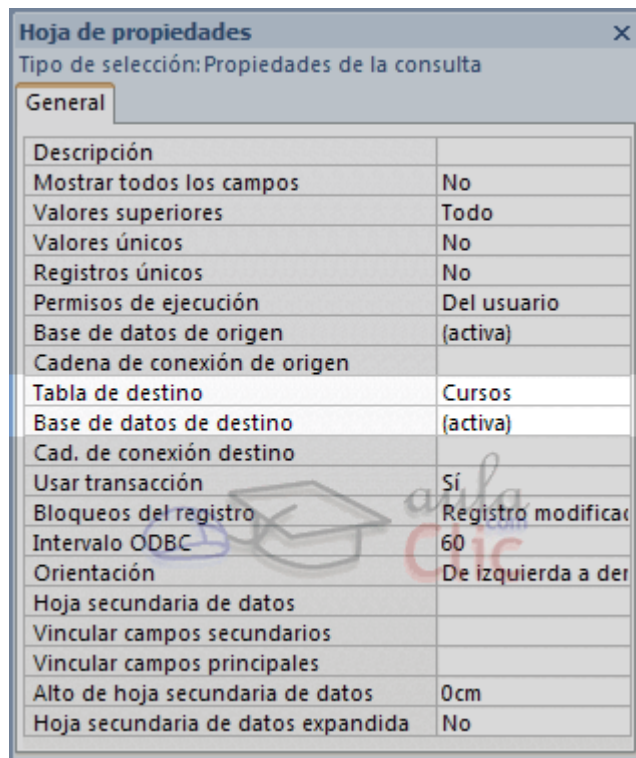 Hoja de propiedades
Tipo de selección: Propiedades de la consulta
General
Descripción
Mostrar todos los campos No
Valores superiores Todo
Valores únicos No
Registros únicos No
Permisos de ejecución Del usuario
Base de datos de origen (activa)
Cadena de conexión de origen
Tabla de destino Cursos
Base de datos de destino (activa)
Cad. de conexión destino
Usar transacción Sí
Bloqueos del registro Registro modificad
Intervalo ODBC 60
Orientación De izquierda a der
Hoja secundaria de datos
Vincular campos secundarios
Vincular campos principales
Alto de hoja secundaria de datos 0cm
Hoja secundaria de datos expandida No
aula
Clic
com